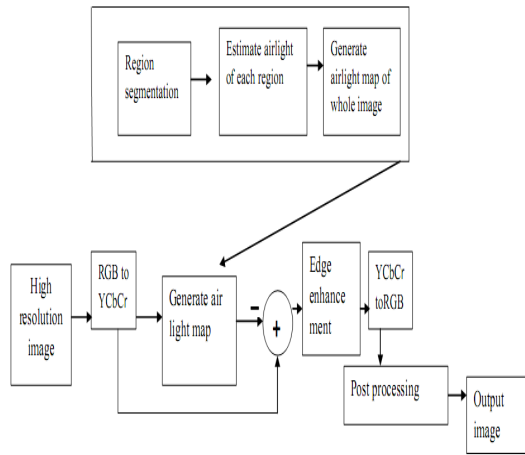 Region
segmentation
Estimate airlight
of each region
Generate
airlight map of
whole image
High
resolution
image
RGB to
YCbCr
Generate air
light map
−
+
Edge
enhance
ment
YCbCr
toRGB
Post processing
Output
image